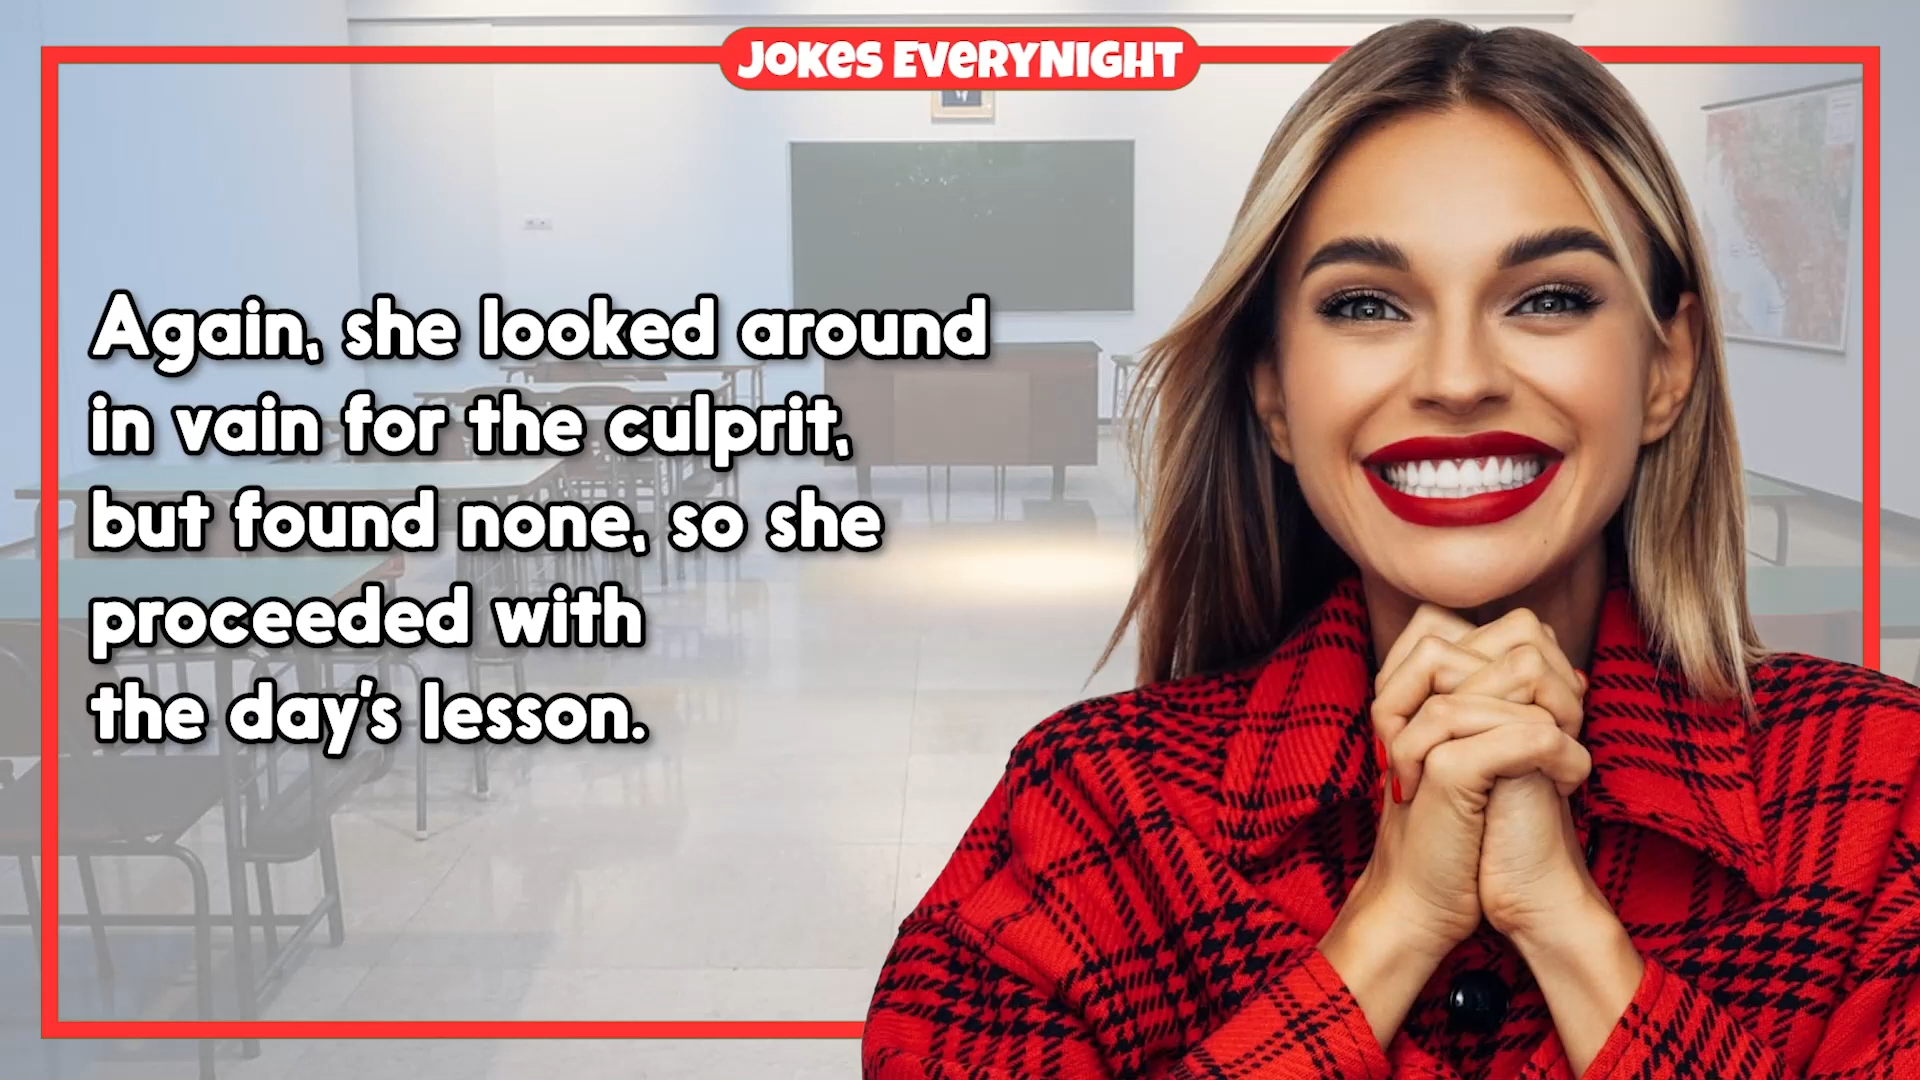 JOKES EVERYNIGHT
Again, she looked around
in vain for the culprit,
but found none, so she
proceeded with
the day's lesson.